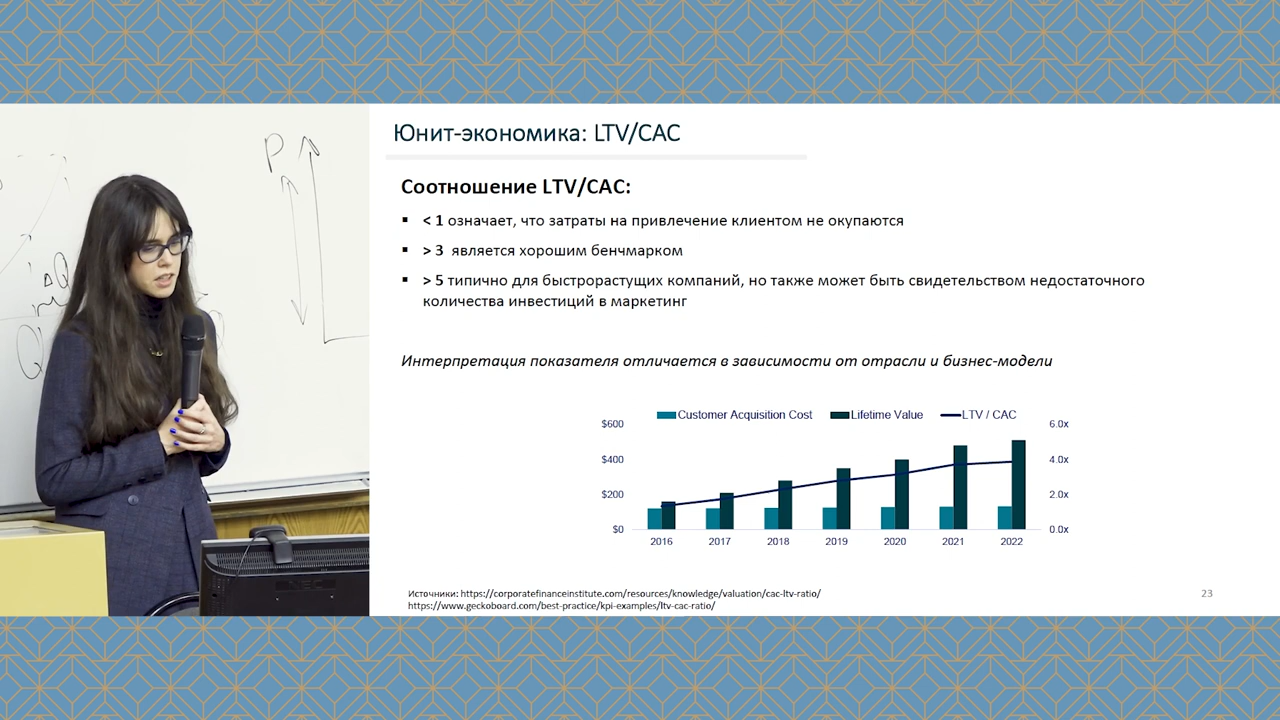 Юнит-экономика: LTV/CAC
Соотношение LTV/CAC:
< 1 означает, что затраты на привлечение клиентом не окупаются
> 3 является хорошим бенчмарком
> 5 типично для быстрорастущих компаний, но также может быть свидетельством недостаточного
количества инвестиций в маркетинг
Интерпретация показателя отличается в зависимости от отрасли и бизнес-модели
Customer Acquisition Cost Lifetime Value LTV / CAC
$600 6.0x
$400 4.0x
$200 2.0x
$0 0.0x
2016 2017 2018 2019 2020 2021 2022
Источники: https://corporatefinanceinstitute.com/resources/knowledge/valuation/cac-ltv-ratio/
https://www.geckoboard.com/best-practice/kpi-examples/ltv-cac-ratio/
23
P
ΔQ
Q
NEC